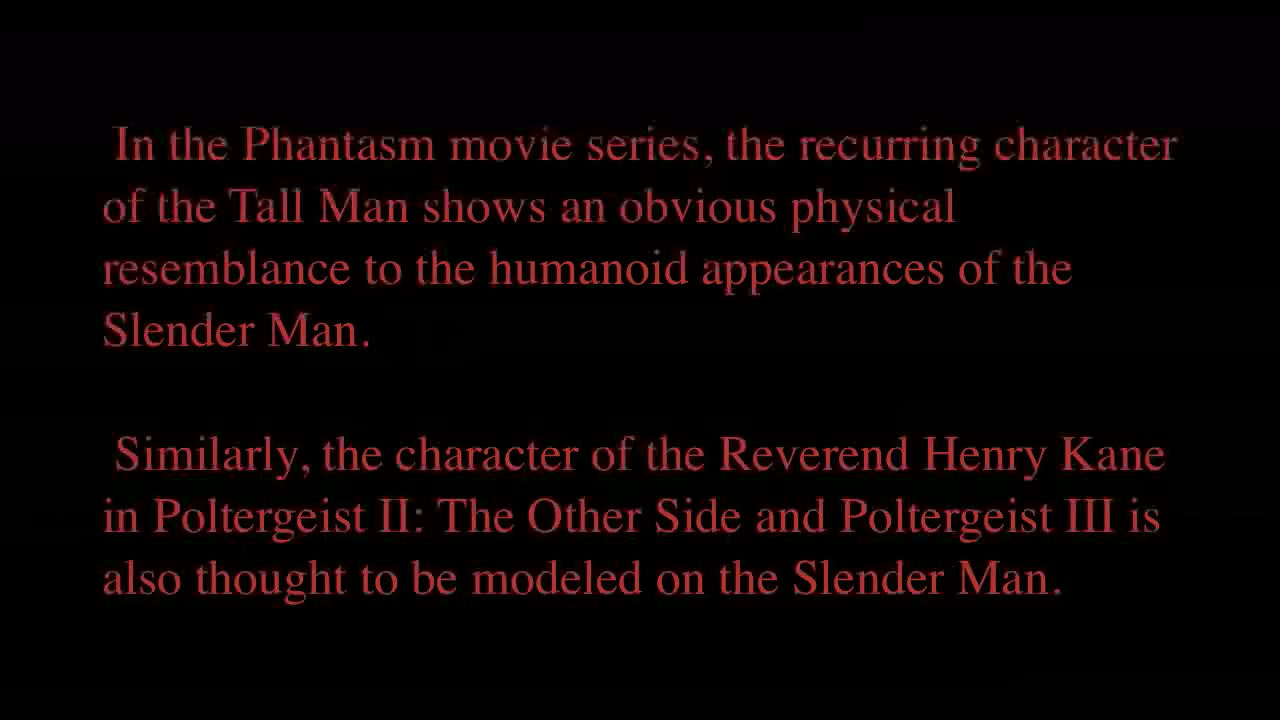 In the Phantasm movie series, the recurring character
of the Tall Man shows an obvious physical
resemblance to the humanoid appearances of the
Slender Man.
Similarly, the character of the Reverend Henry Kane
in Poltergeist II: The Other Side and Poltergeist III is
also thought to be modeled on the Slender Man.